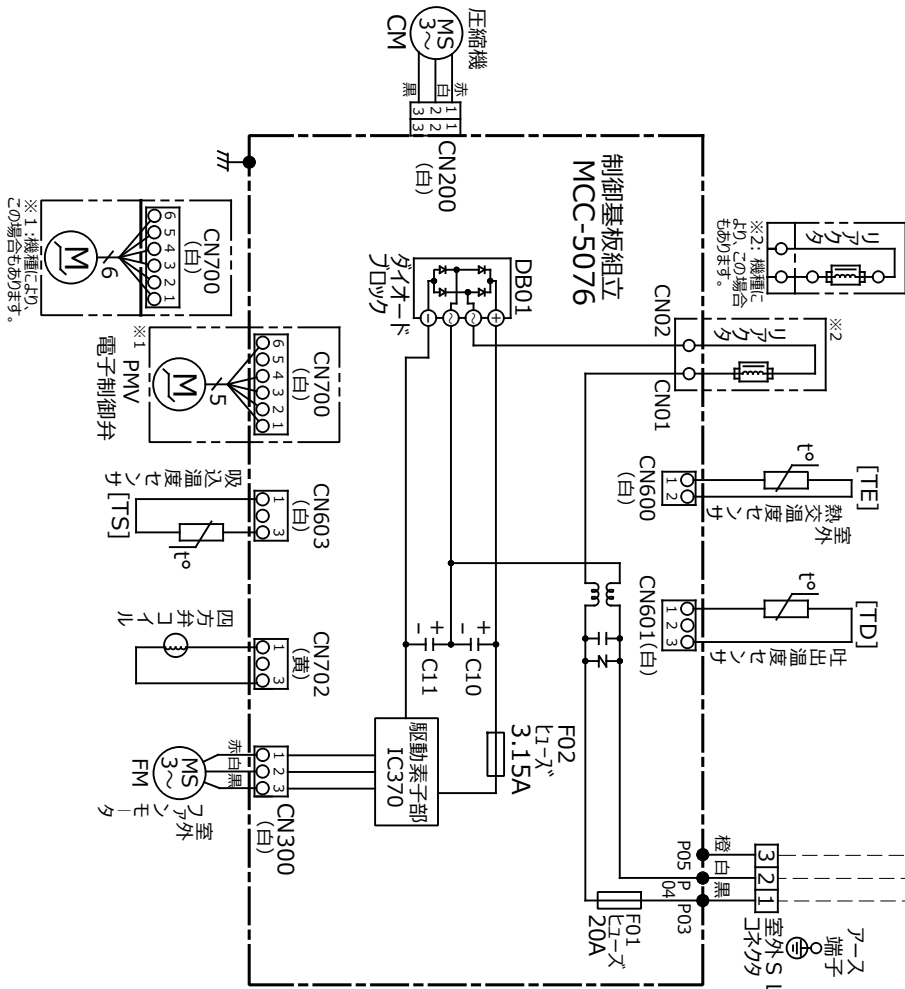 圧縮機
MS
3~
CM
赤
白
黒
1 1
2 2
3 3
CN200
(白)
制御基板組立
MCC-5076
リアクタ
※2：機種に
より、この場合
もあります。
※2
リアクタ
CN02
CN01
DB01
ダイオード
ブロック
CN700
(白)
6 5 4 3 2 1
6
M
※1：機種により、
この場合もあります。
CN700
(白)
6 5 4 3 2 1
5
M
※1
PMV
電子制御弁
[TE]
t°
室外
熱交温度センサ
1 2
CN600
(白)
吸込温度センサ
[TS]
t°
1 3
CN603
(白)
[TD]
t°
吐出温度センサ
1 2 3
CN601(白)
四方弁コイル
1 3
CN702
(黄)
C10
C11
F02
ヒューズ
3.15A
駆動素子部
IC370
MS
3~
FM
赤 白 黒
1 2 3
CN300
(白)
室外
ファンモータ
3 2 1
橙 白 黒
P05
P04
P03
F01
ヒューズ
20A
アース
端子
室外SL
コネクタ